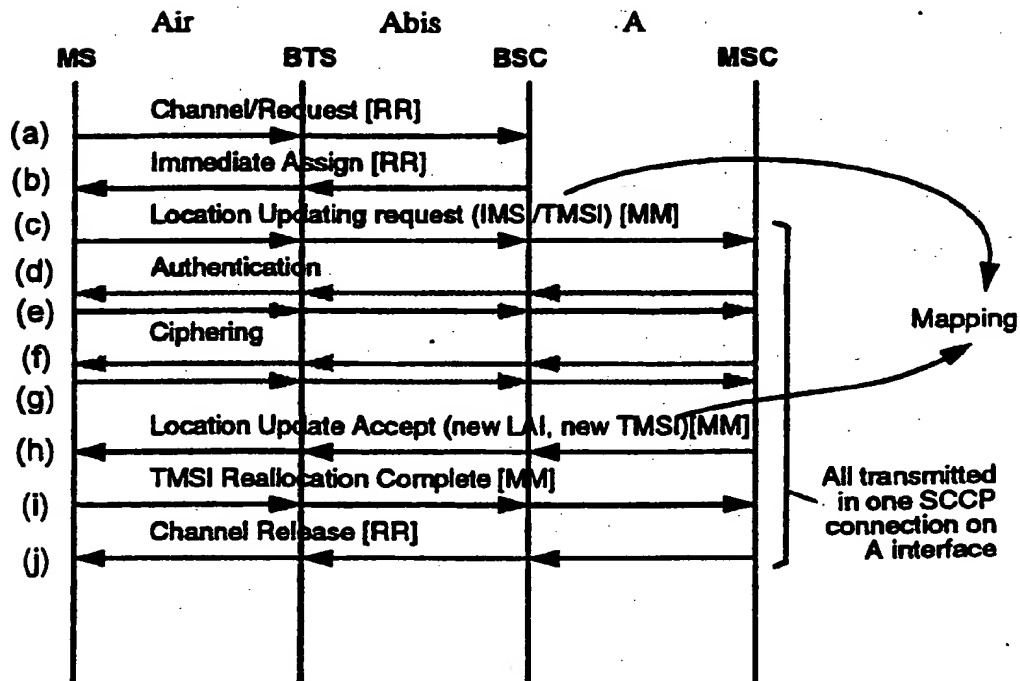 Air Abis A
MS BTS BSC MSC
Channel/Request [RR]
(a)
Immediate Assign [RR]
(b)
Location Updating request (IMSI/TMSI) [MM]
(c)
Authentication
(d)
(e)
Ciphering
Mapping
(f)
(g)
Location Update Accept (new LAI, new TMSI)[MM]
(h)
TMSI Reallocation Complete [MM]
(i)
Channel Release [RR]
(j)
All transmitted
in one SCCP
connection on
A interface